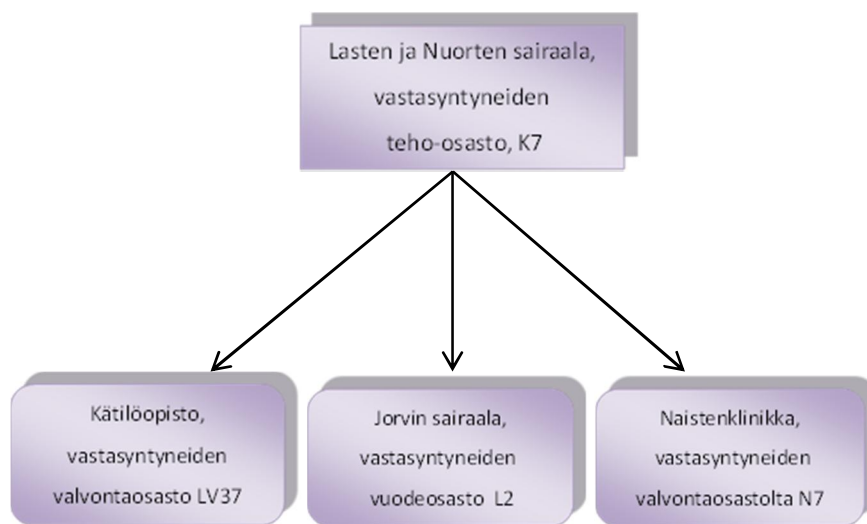 Lasten ja Nuorten sairaala,
vastasyntyneiden
teho-osasto, K7
Kätilöopisto,
vastasyntyneiden
valvontaosasto LV37
Jorvin sairaala,
vastasyntyneiden
vuodeosasto L2
Naistenklinikka,
vastasyntyneiden
valvontaosastolta N7